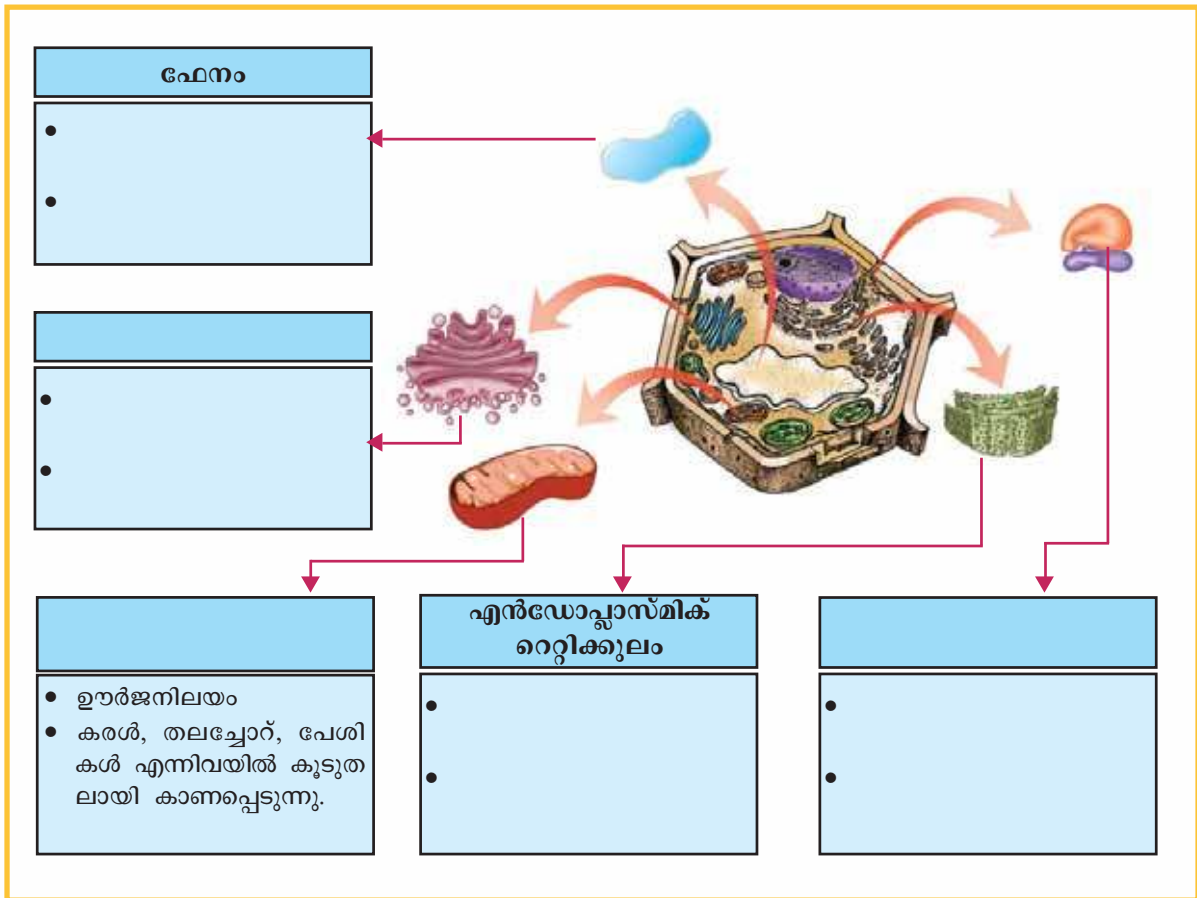 ഫേനം
•
•
•
•
എൻഡോപ്ലാസ്മിക്
റെറ്റിക്കുലം
• ഊർജനിലയം
• കരൾ, തലച്ചോറ്, പേശി
കൾ എന്നിവയിൽ കൂടുത
ലായി കാണപ്പെടുന്നു.
•
•
•
•